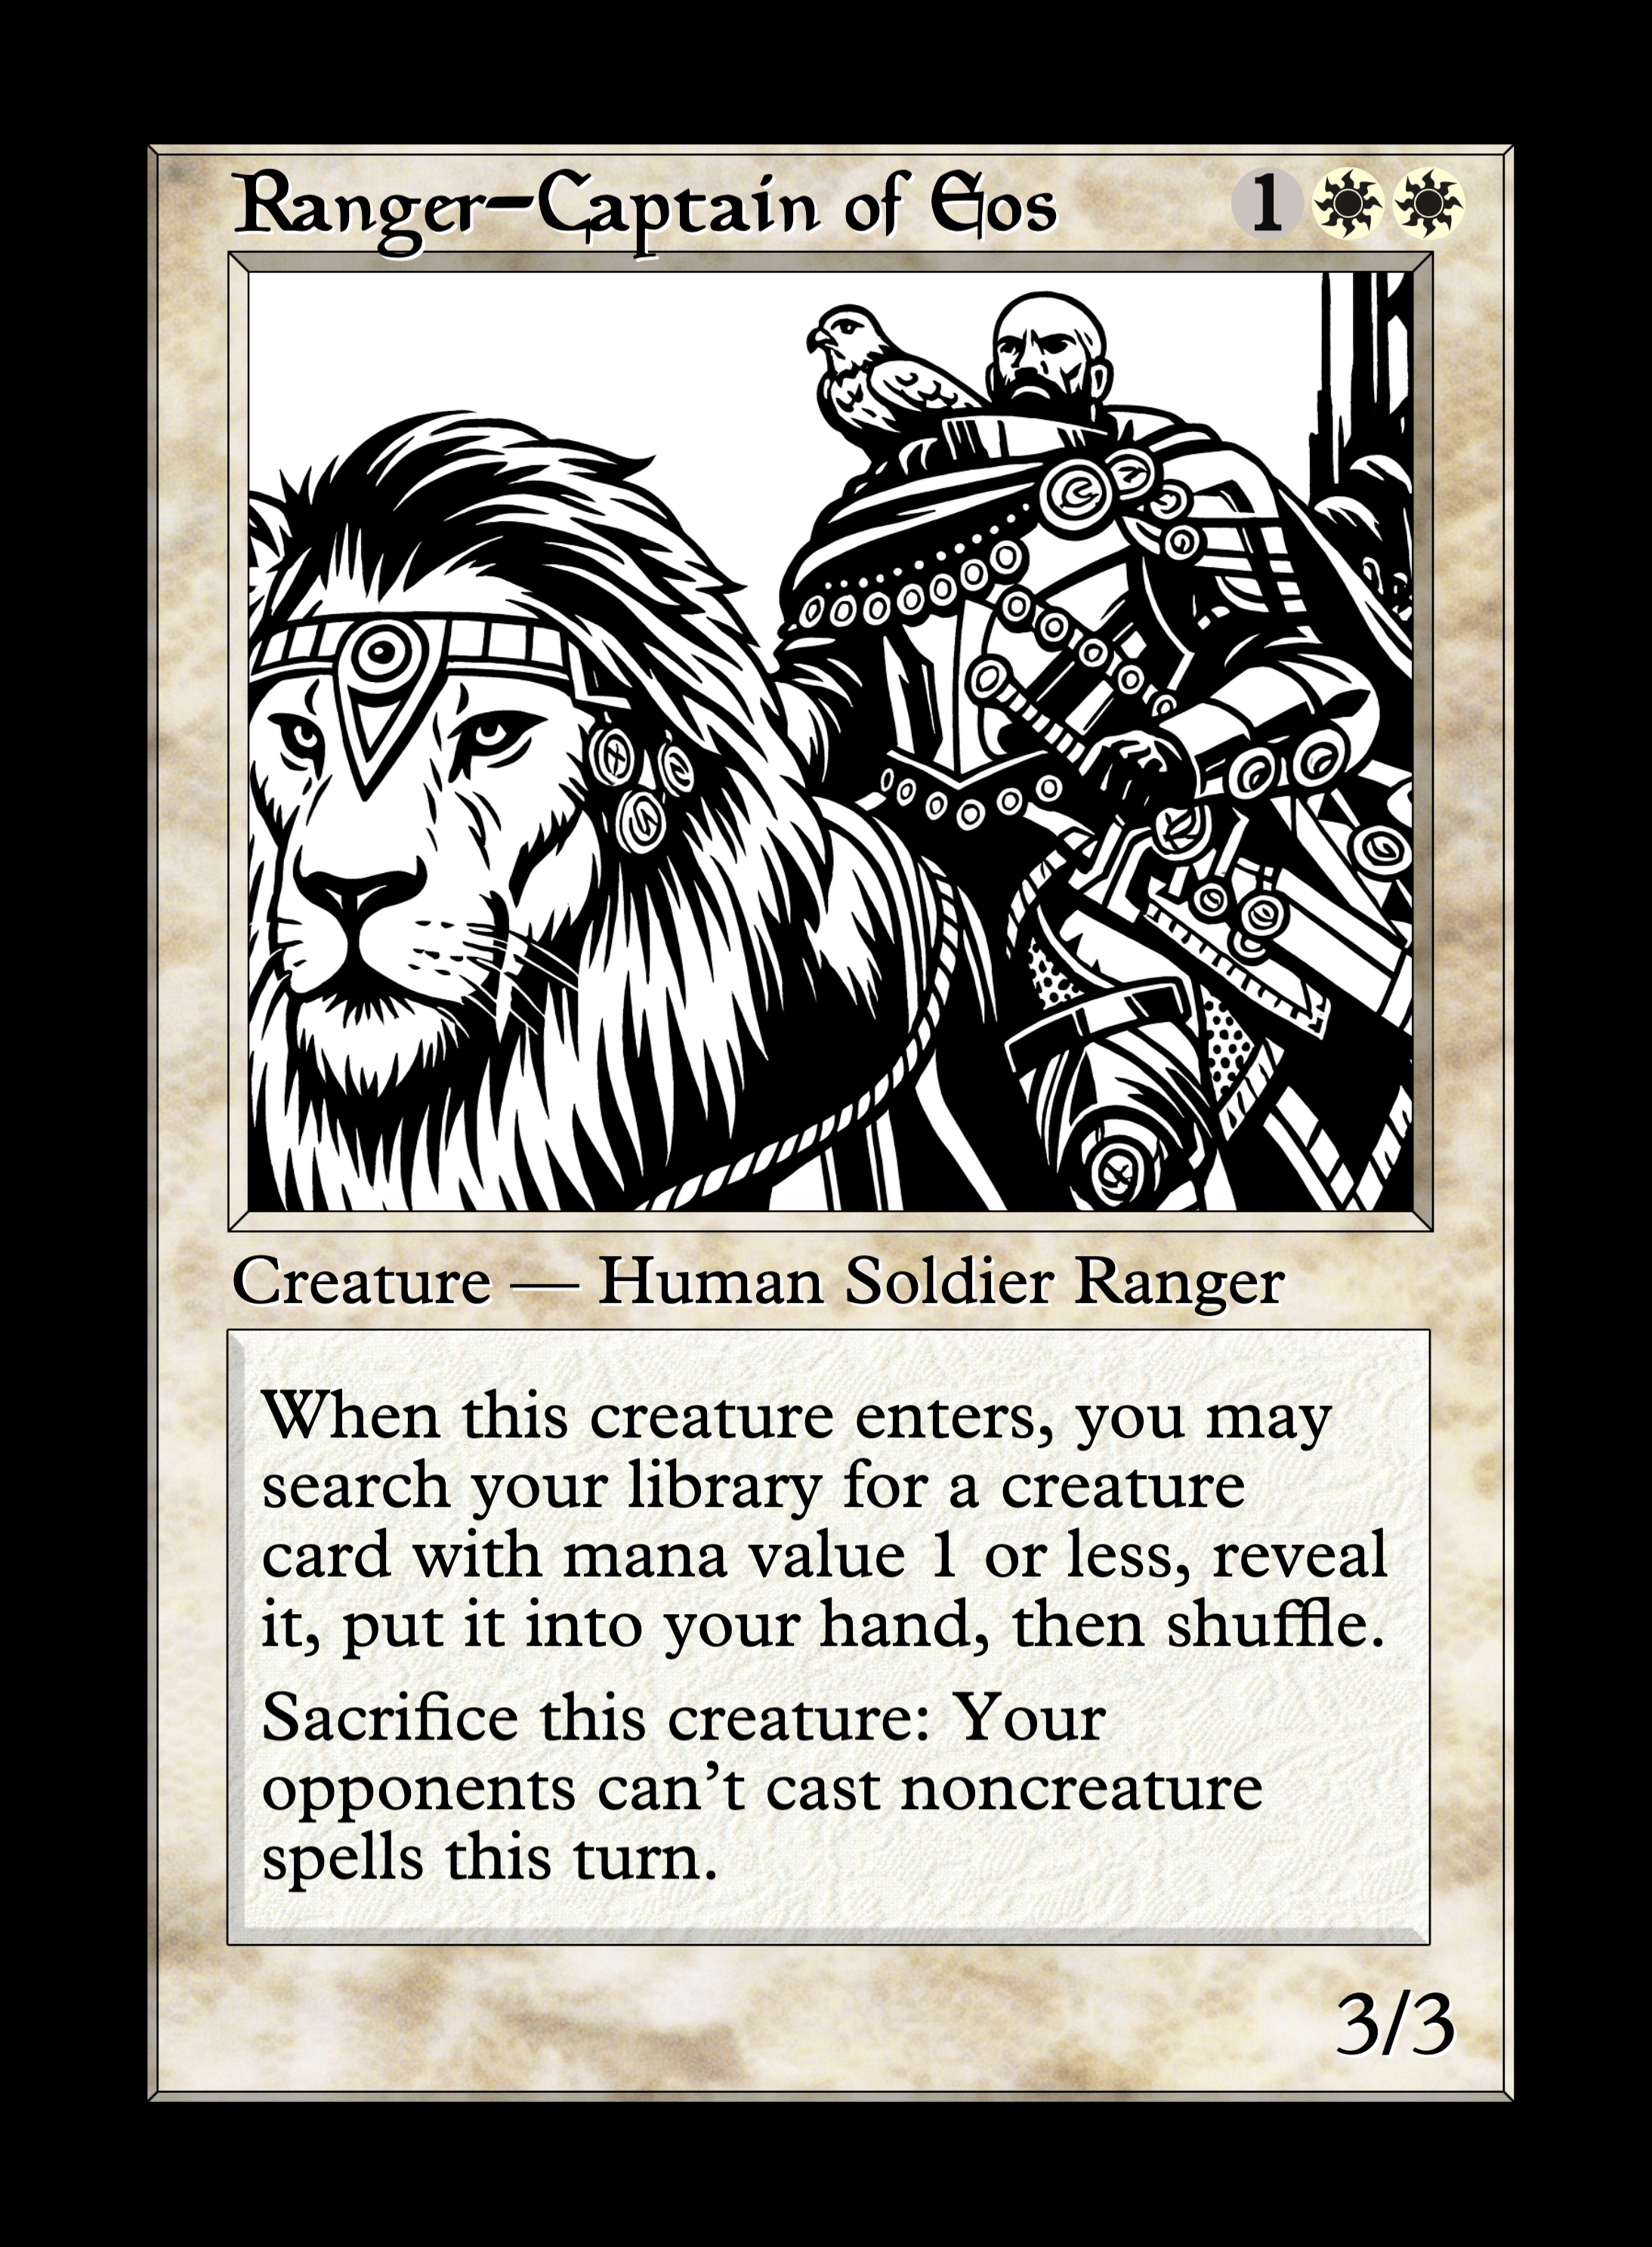 Ranger-Captain of Eos 1
Creature — Human Soldier Ranger
When this creature enters, you may
search your library for a creature
card with mana value 1 or less, reveal
it, put it into your hand, then shuffle.
Sacrifice this creature: Your
opponents can't cast noncreature
spells this turn.
3/3